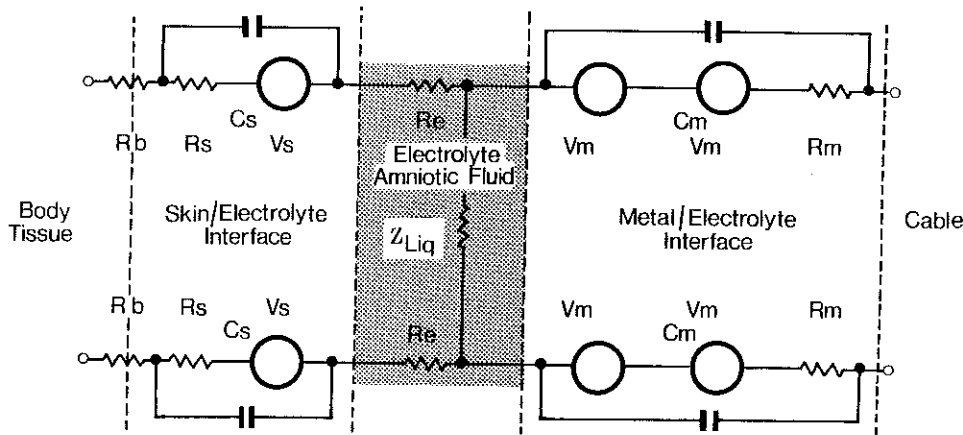 Cs
Cm
Re
Rb Rs Vs
Vm Vm Rm
Electrolyte
Amniotic Fluid
Body
Tissue
Skin/Electrolyte
Interface
ZLiq
Metal/Electrolyte
Interface
Cable
Rb Rs Vs
Vm Vm Rm
Cs
Re
Cm